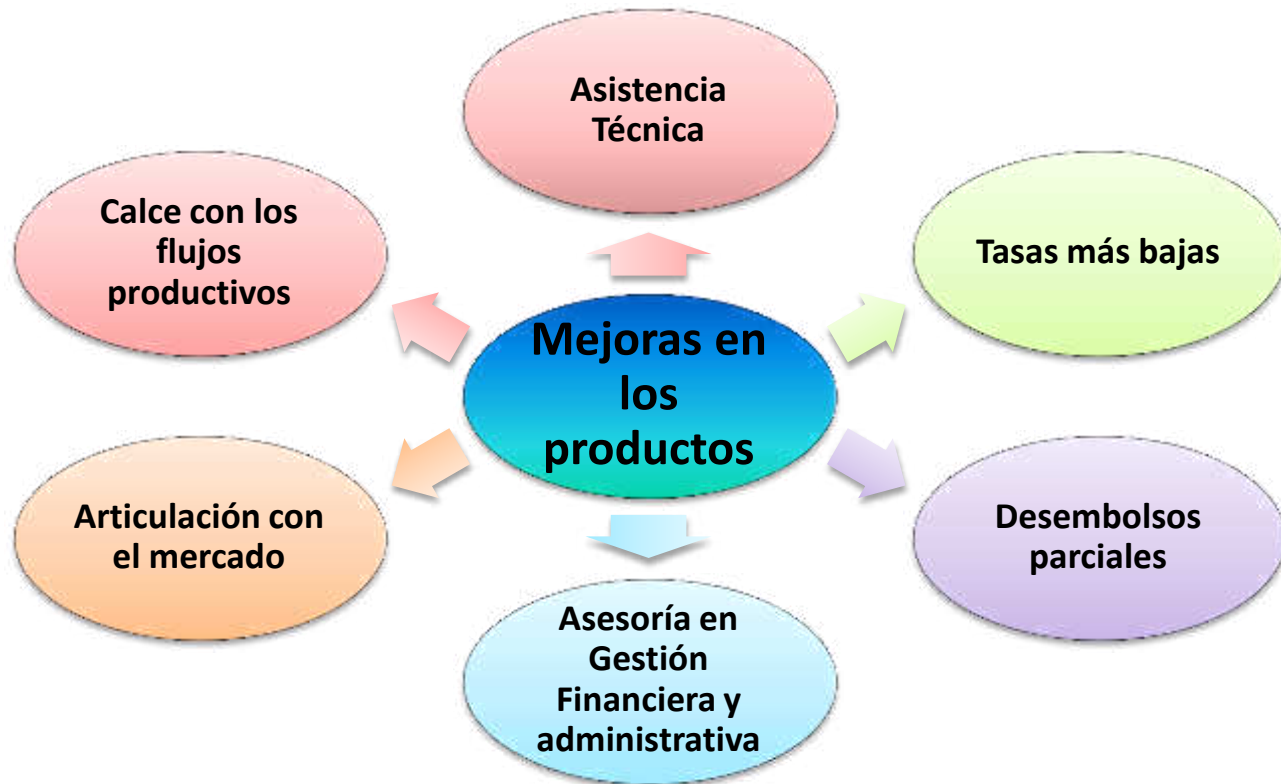 Asistencia
Técnica
Calce con los
flujos
productivos
Tasas más bajas
Mejoras en
los
productos
Articulación con
el mercado
Desembolsos
parciales
Asesoría en
Gestión
Financiera y
administrativa